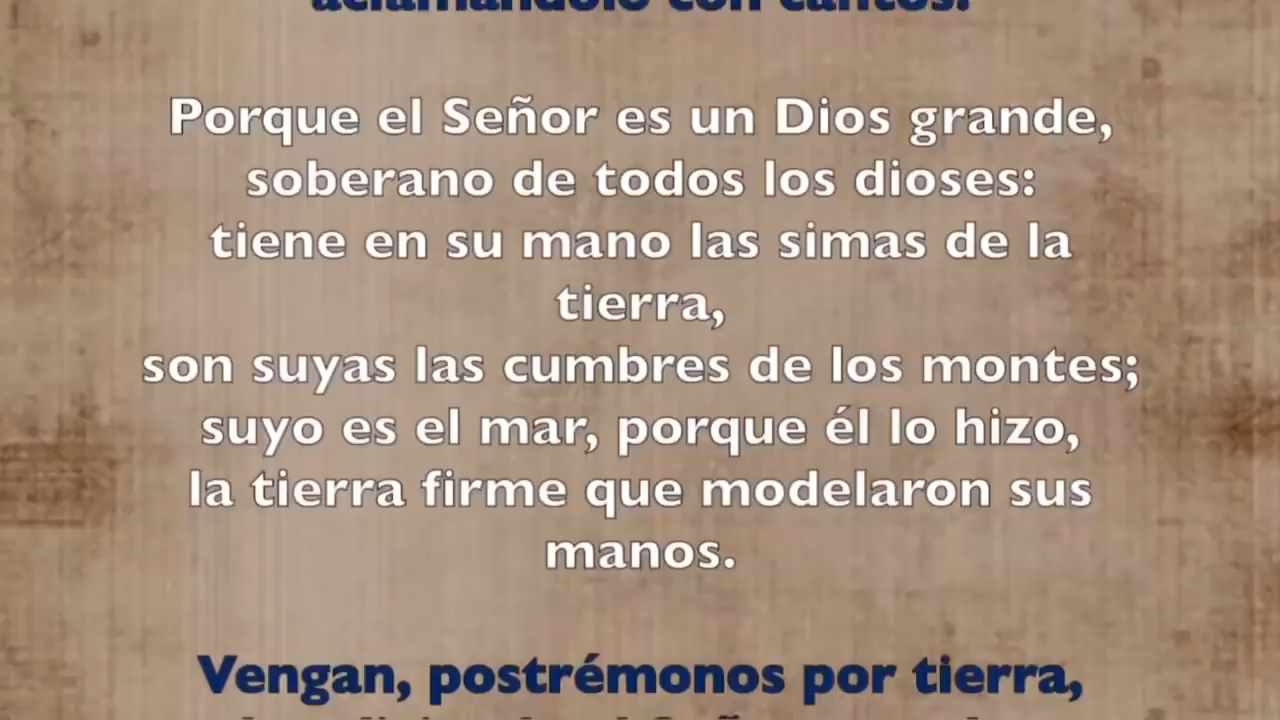 aclamándolo con cantos.
Porque el Señor es un Dios grande,
soberano de todos los dioses:
tiene en su mano las simas de la
tierra,
son suyas las cumbres de los montes;
suyo es el mar, porque él lo hizo,
la tierra firme que modelaron sus
manos.
Vengan, postrémonos por tierra,